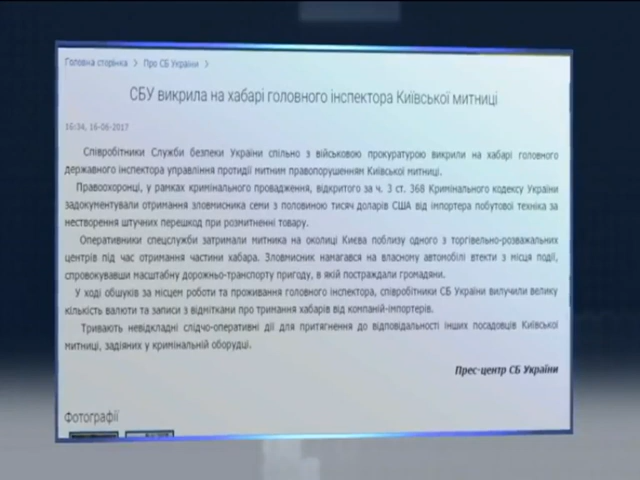 Головна сторінка > Про СБ України >
СБУ викрила на хабарі головного інспектора Київської митниці
16:34, 16-06-2017
Співробітники Служби безпеки України спільно з військовою прокуратурою викрили на хабарі головного
державного інспектора управління протидії митним правопорушенням Київської митниці.
Правоохоронці, у рамках кримінального провадження, відкритого за ч. 3 ст. 368 Кримінального кодексу України
задокументували отримання зловмисника семи з половиною тисяч доларів США від імпортера побутової техніка за
нестворення штучних перешкод при розмитненні товару.
Оперативники спецслужби затримали митника на околиці Києва поблизу одного з торгівельно-розважальних
центрів під час отримання частини хабара. Зловмисник намагався на власному автомобілі втекти з місця події,
спровокувавши масштабну дорожньо-транспорту пригоду, в якій постраждали громадяни.
У ході обшуків за місцем роботи та проживання головного інспектора, співробітники СБ України вилучили велику
кількість валюти та записи з відмітками про тримання хабарів від компаній-імпортерів.
Тривають невідкладні слідчо-оперативні дії для притягнення до відповідальності інших посадовців Київської
митниці, задіяних у кримінальній оборудці.
Прес-центр СБ України
Фотографії